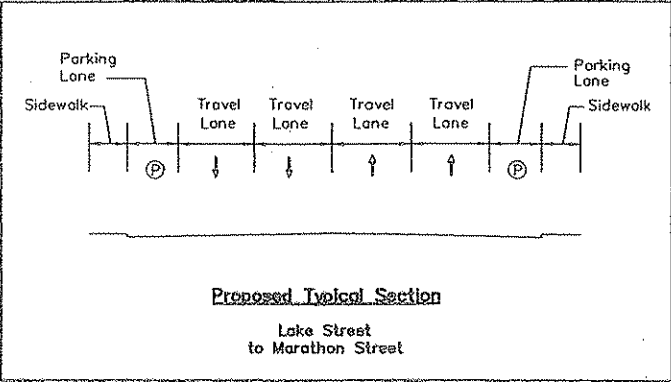 Parking
Lane
Parking
Lane
Sidewalk
Travel
Lane
Travel
Lane
Travel
Lane
Travel
Lane
Sidewalk
P
P
Proposed Typical Section
Lake Street
to Marathon Street